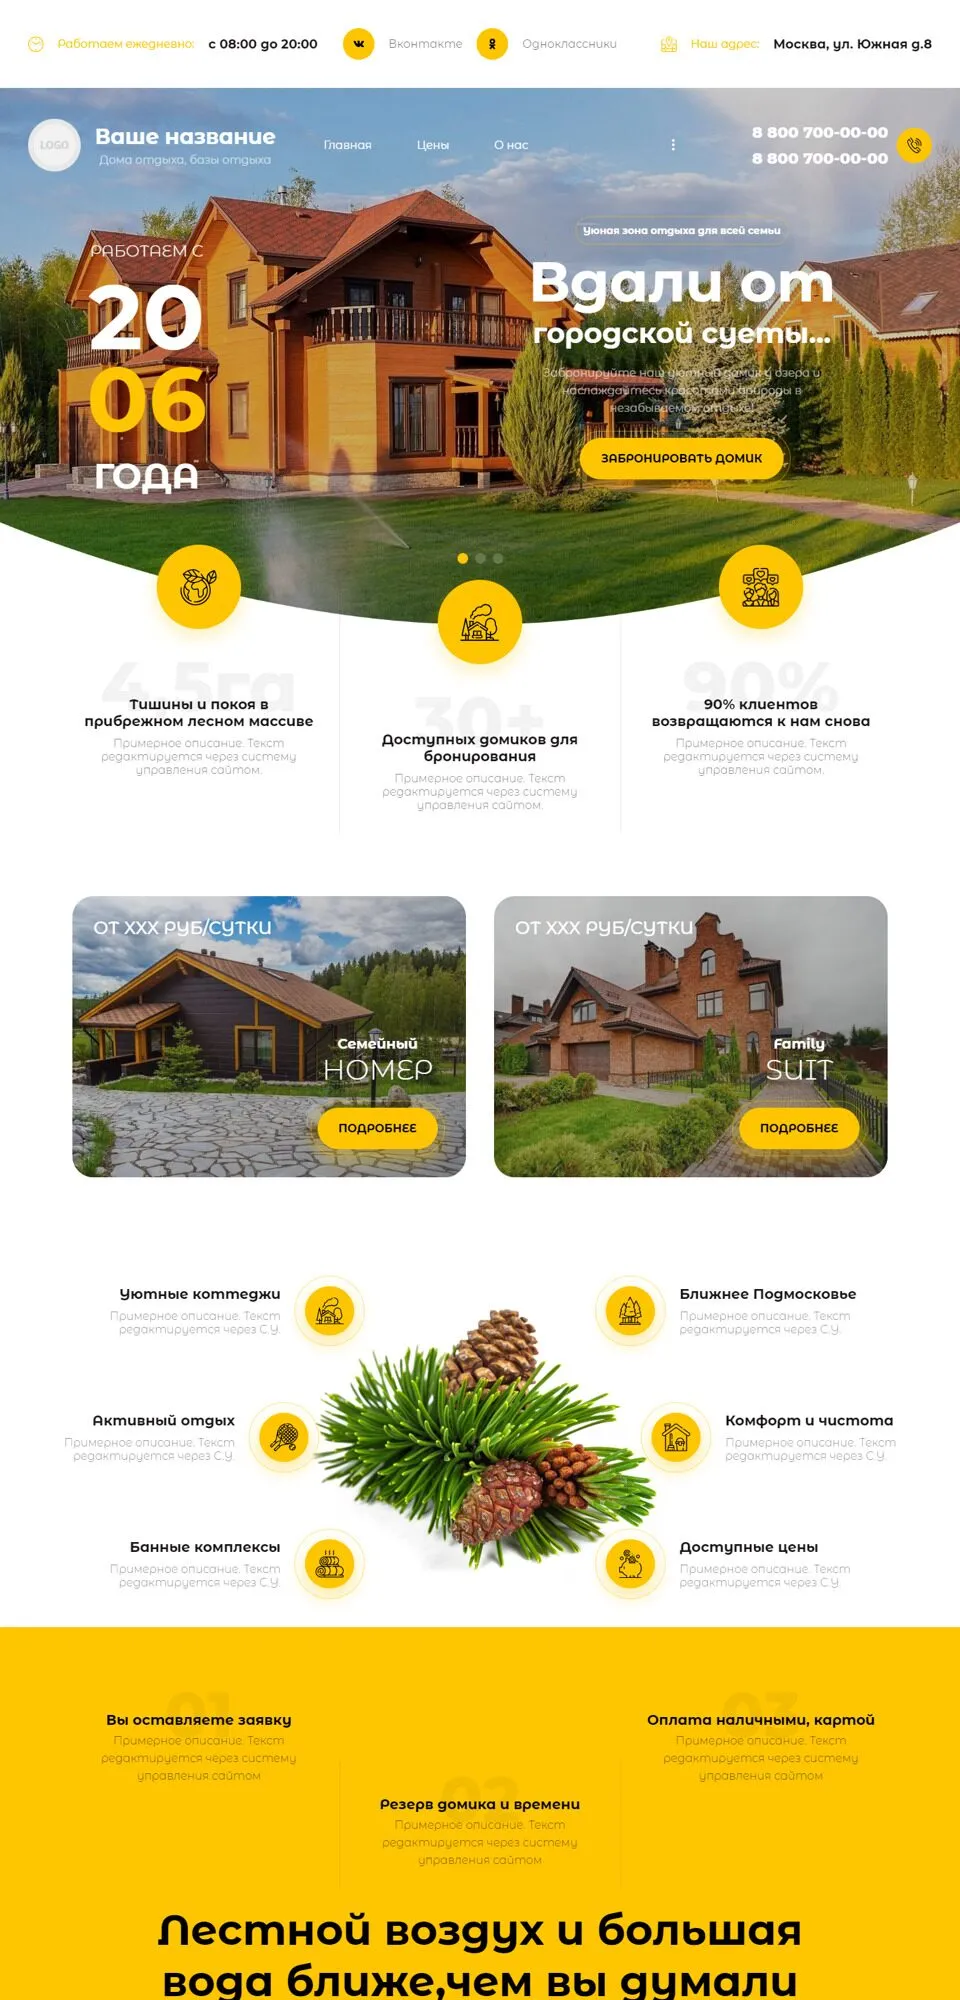 Работаем ежедневно: с 08:00 до 20:00
Вконтакте
Одноклассники
Наш адрес: Москва, ул. Южная д.8
LOGO
Ваше название
Дома отдыха, базы отдыха
Главная
Цены
О нас
8 800 700-00-00
8 800 700-00-00
РАБОТАЕМ С
20
06
ГОДА
Уюная зона отдыха для всей семьи
Вдали от
городской суеты...
Забронируйте наш уютный домик у озера и
наслаждайтесь красотами природы в
незабываемом отдыхе!
ЗАБРОНИРОВАТЬ ДОМИК
4,5га
Тишины и покоя в
прибрежном лесном массиве
Примерное описание. Текст
редактируется через систему
управления сайтом.
30+
Доступных домиков для
бронирования
Примерное описание. Текст
редактируется через систему
управления сайтом.
90%
90% клиентов
возвращаются к нам снова
Примерное описание. Текст
редактируется через систему
управления сайтом.
ОТ ХХХ РУБ/СУТКИ
Семейный
НОМЕР
ПОДРОБНЕЕ
ОТ ХХХ РУБ/СУТКИ
Family
SUIT
ПОДРОБНЕЕ
Уютные коттеджи
Примерное описание. Текст
редактируется через С.У.
Ближнее Подмосковье
Примерное описание. Текст
редактируется через С.У.
Активный отдых
Примерное описание. Текст
редактируется через С.У.
Комфорт и чистота
Примерное описание. Текст
редактируется через С.У.
Банные комплексы
Примерное описание. Текст
редактируется через С.У.
Доступные цены
Примерное описание. Текст
редактируется через С.У.
01
Вы оставляете заявку
Примерное описание. Текст
редактируется через систему
управления сайтом
02
Резерв домика и времени
Примерное описание. Текст
редактируется через систему
управления сайтом
03
Оплата наличными, картой
Примерное описание. Текст
редактируется через систему
управления сайтом
Лестной воздух и большая
вода ближе,чем вы думали